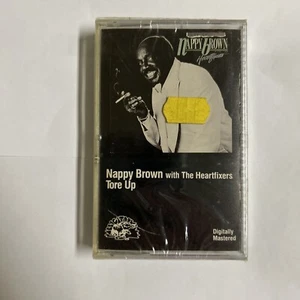 NAPPY BROWN
Heartfixers
Nappy Brown with The Heartfixers
Tore Up
Digitally
Mastered